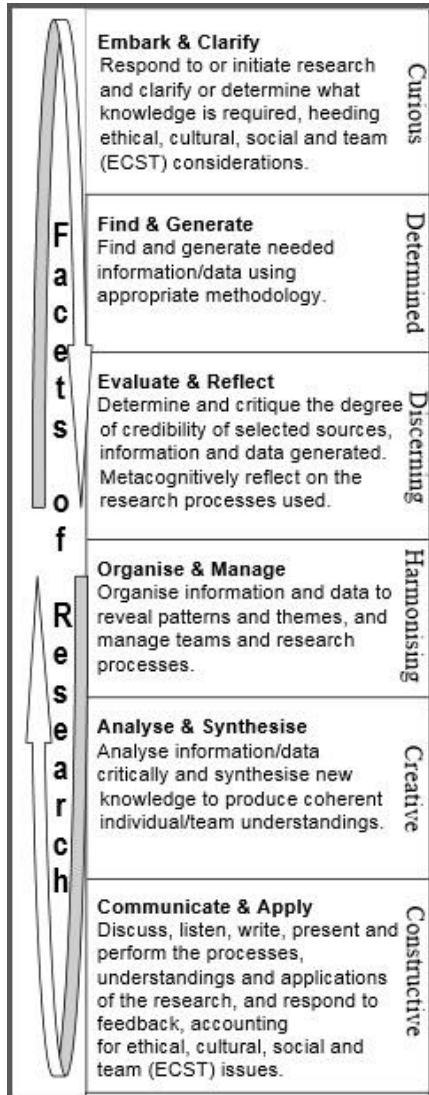 Facets of Research
Embark & Clarify
Respond to or initiate research
and clarify or determine what
knowledge is required, heeding
ethical, cultural, social and team
(ECST) considerations.
Curious
Find & Generate
Find and generate needed
information/data using
appropriate methodology.
Determined
Evaluate & Reflect
Determine and critique the degree
of credibility of selected sources,
information and data generated.
Metacognitively reflect on the
research processes used.
Discerning
Organise & Manage
Organise information and data to
reveal patterns and themes, and
manage teams and research
processes.
Harmonising
Analyse & Synthesise
Analyse information/data
critically and synthesise new
knowledge to produce coherent
individual/team understandings.
Creative
Communicate & Apply
Discuss, listen, write, present and
perform the processes,
understandings and applications
of the research, and respond to
feedback, accounting
for ethical, cultural, social and
team (ECST) issues.
Constructive